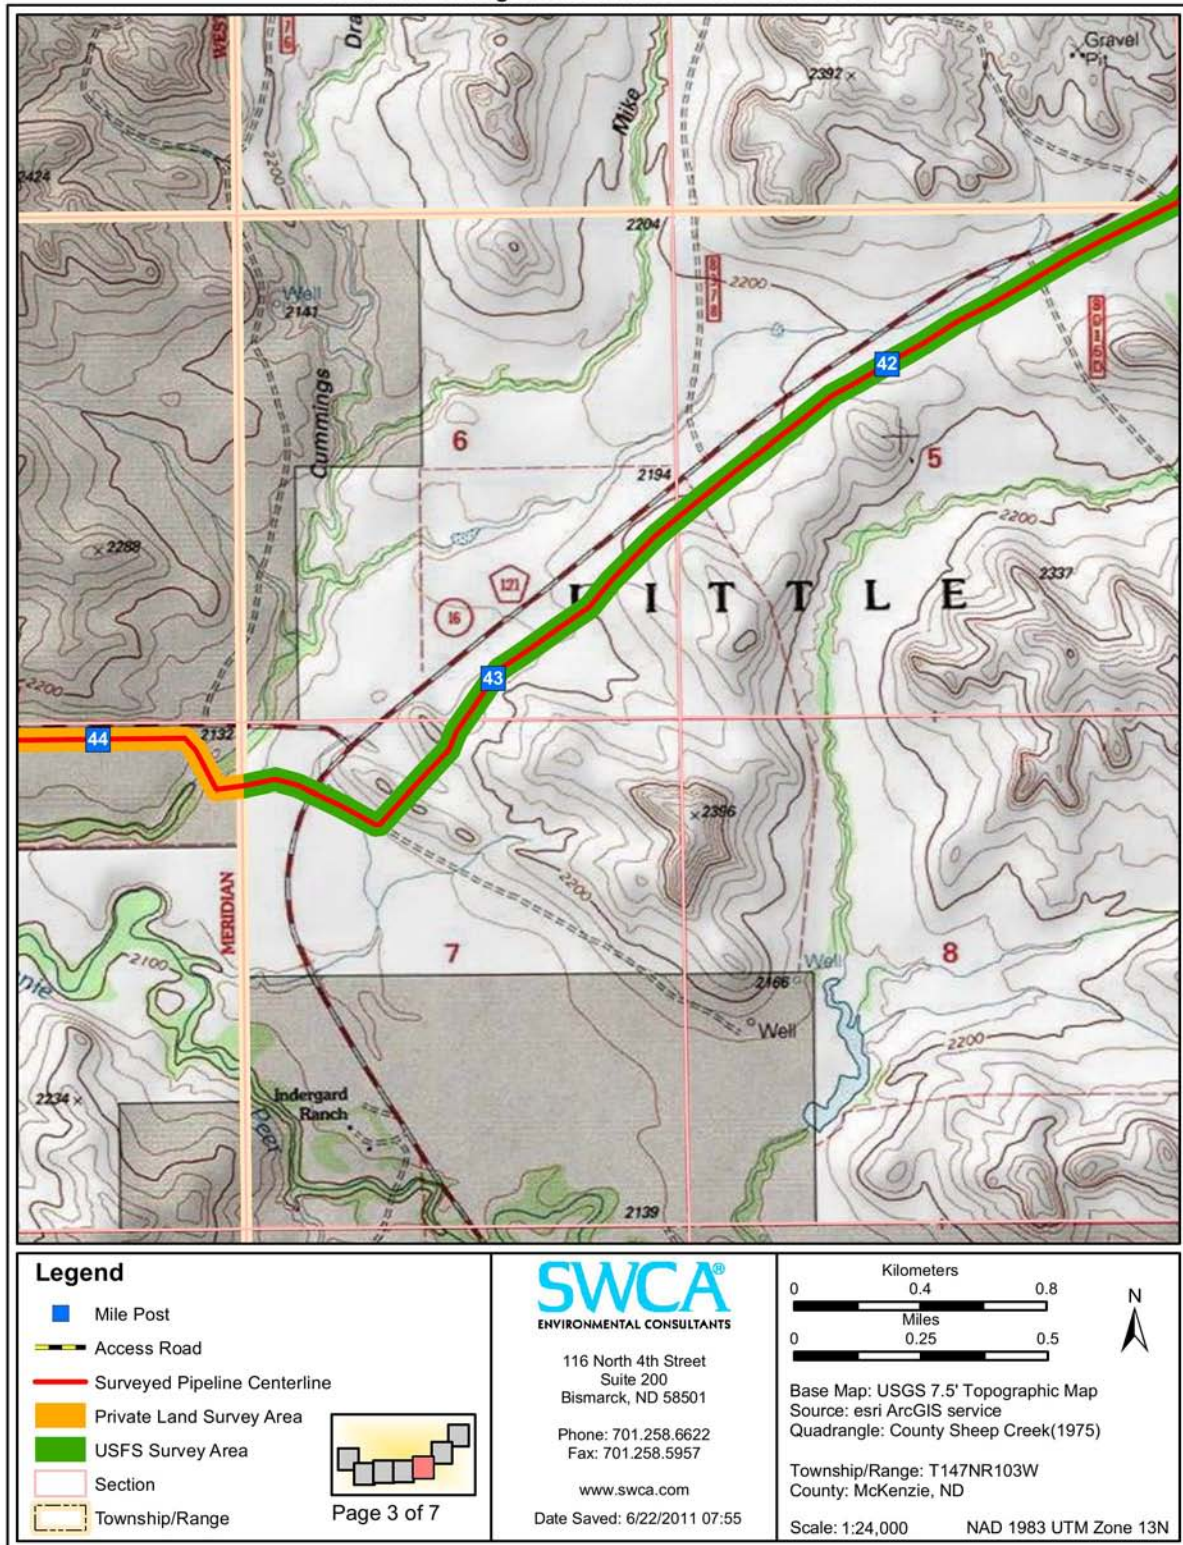 WEST
Dra
Gravel
Pit
2392
Mike
2200
2424
2204
Well
2141
2200
42
Cummings
6
5
2194
2200
2288
121
16
2337
LITTLE
2200
43
44
2132
2396
2200
MERIDIAN
7
8
2100
nie
Well
2166
Well
2200
2234
Indergard
Ranch
Deer
2139
Legend
Mile Post
Access Road
Surveyed Pipeline Centerline
Private Land Survey Area
USFS Survey Area
Section
Township/Range
Page 3 of 7
SWCA®
ENVIRONMENTAL CONSULTANTS
116 North 4th Street
Suite 200
Bismarck, ND 58501
Phone: 701.258.6622
Fax: 701.258.5957
www.swca.com
Date Saved: 6/22/2011 07:55
Kilometers
0 0.4 0.8
Miles
0 0.25 0.5
N
Base Map: USGS 7.5' Topographic Map
Source: esri ArcGIS service
Quadrangle: County Sheep Creek(1975)
Township/Range: T147NR103W
County: McKenzie, ND
Scale: 1:24,000 NAD 1983 UTM Zone 13N